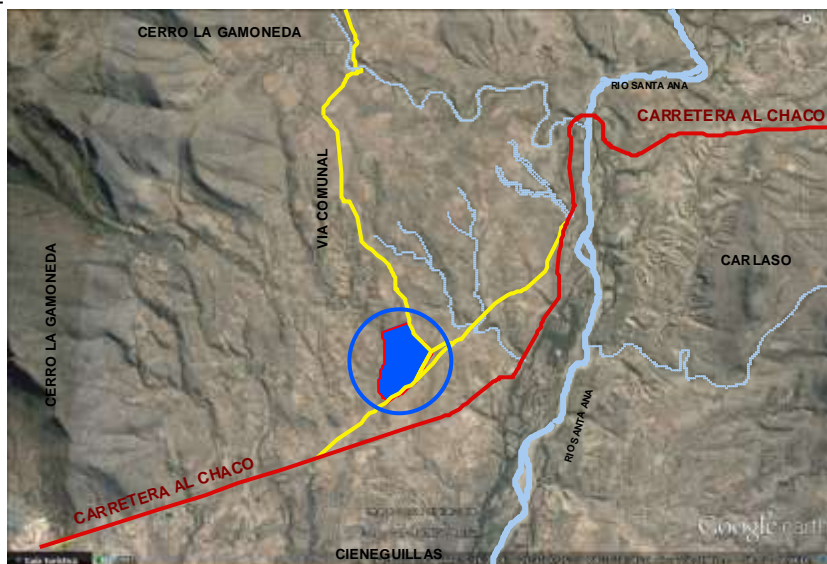 CERRO LA GAMONEDA
RIO SANTA ANA
CARRETERA AL CHACO
VIA COMUNAL
CERRO LA GAMONEDA
CARLASO
RIO SANTA ANA
CARRETERA AL CHACO
CIENEGUILLAS
Google earth